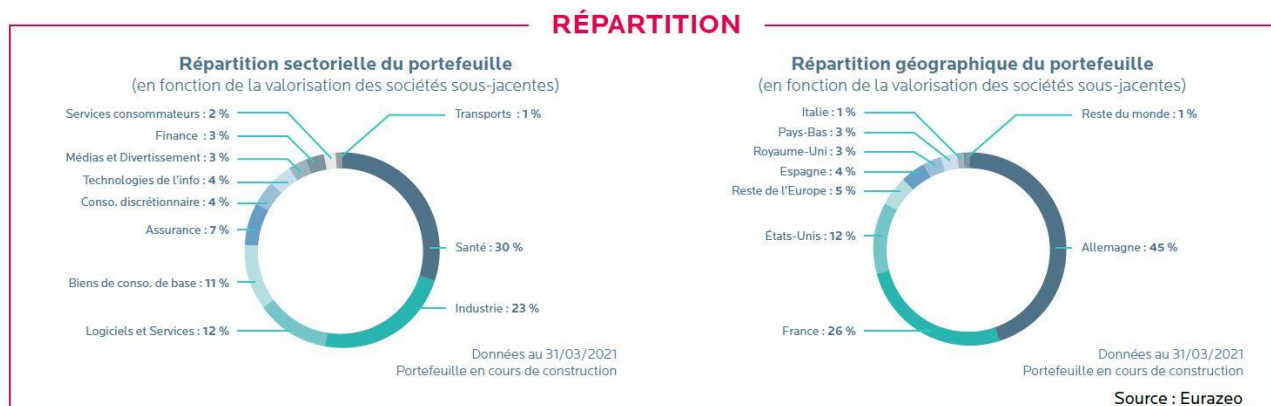 RÉPARTITION
Répartition sectorielle du portefeuille
(en fonction de la valorisation des sociétés sous-jacentes)
Services consommateurs : 2 %
Transports : 1 %
Finance : 3 %
Médias et Divertissement : 3 %
Technologies de l'info : 4 %
Conso. discrétionnaire : 4 %
Assurance : 7 %
Santé : 30 %
Biens de conso. de base : 11 %
Industrie : 23 %
Logiciels et Services : 12 %
Données au 31/03/2021
Portefeuille en cours de construction
Répartition géographique du portefeuille
(en fonction de la valorisation des sociétés sous-jacentes)
Italie : 1 %
Reste du monde : 1 %
Pays-Bas : 3 %
Royaume-Uni : 3 %
Espagne : 4 %
Reste de l'Europe : 5 %
États-Unis : 12 %
Allemagne : 45 %
France : 26 %
Données au 31/03/2021
Portefeuille en cours de construction
Source : Eurazeo